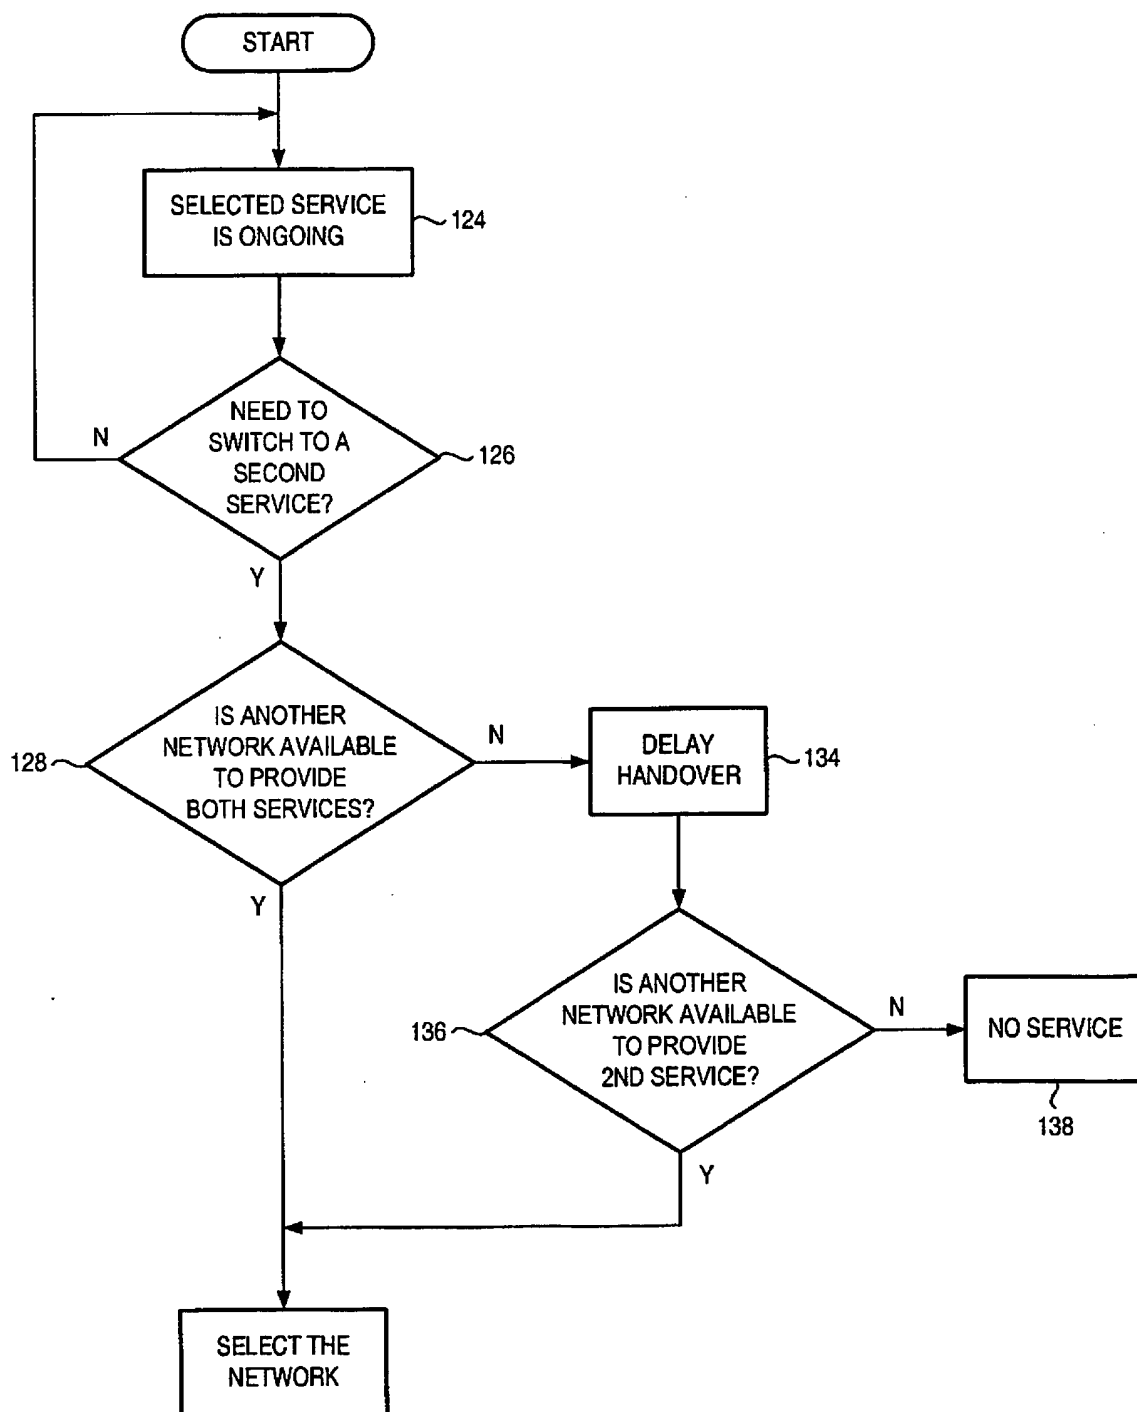 START
SELECTED SERVICE
IS ONGOING
124
NEED TO
SWITCH TO A
SECOND
SERVICE?
N
126
Y
IS ANOTHER
NETWORK AVAILABLE
TO PROVIDE
BOTH SERVICES?
128
N
DELAY
HANDOVER
134
Y
IS ANOTHER
NETWORK AVAILABLE
TO PROVIDE
2ND SERVICE?
136
N
NO SERVICE
138
Y
SELECT THE
NETWORK